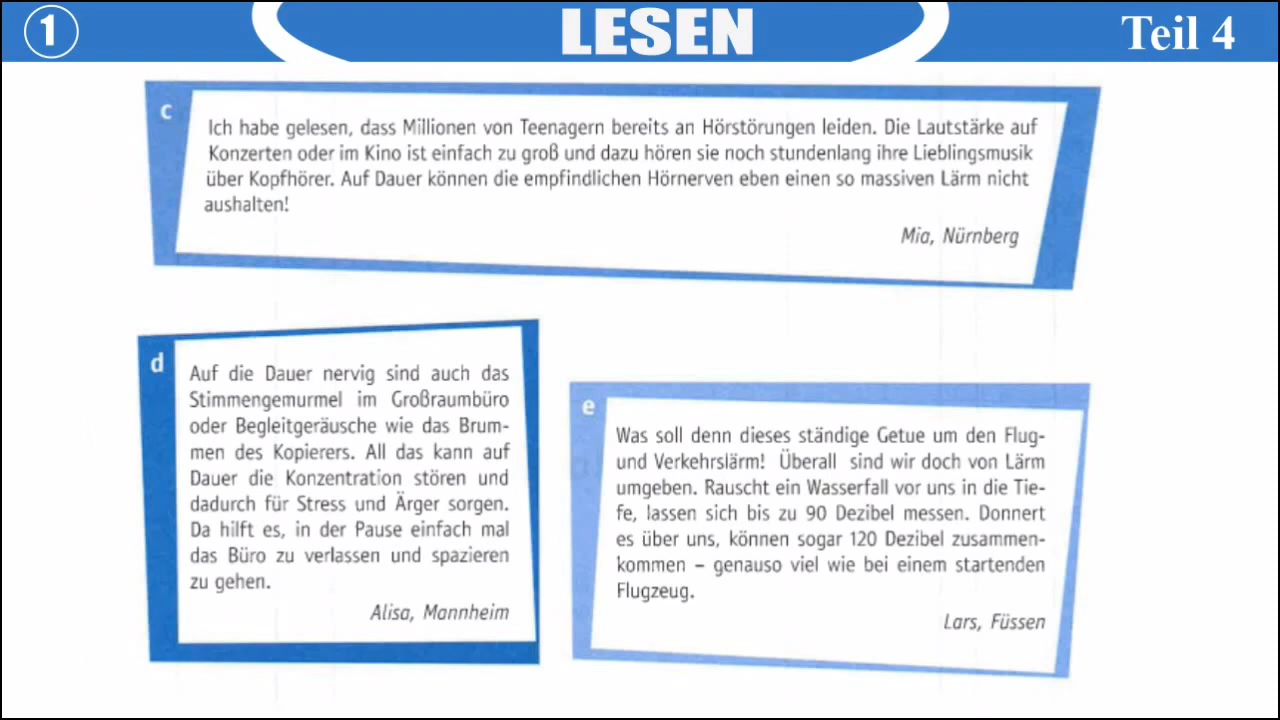 1
LESEN
Teil 4
c
Ich habe gelesen, dass Millionen von Teenagern bereits an Hörstörungen leiden. Die Lautstärke auf
Konzerten oder im Kino ist einfach zu groß und dazu hören sie noch stundenlang ihre Lieblingsmusik
über Kopfhörer. Auf Dauer können die empfindlichen Hörnerven eben einen so massiven Lärm nicht
aushalten!
Mia, Nürnberg
d
Auf die Dauer nervig sind auch das
Stimmengemurmel im Großraumbüro
oder Begleitgeräusche wie das Brum-
men des Kopierers. All das kann auf
Dauer die Konzentration stören und
dadurch für Stress und Ärger sorgen.
Da hilft es, in der Pause einfach mal
das Büro zu verlassen und spazieren
zu gehen.
Alisa, Mannheim
e
Was soll denn dieses ständige Getue um den Flug-
und Verkehrslärm! Überall sind wir doch von Lärm
umgeben. Rauscht ein Wasserfall vor uns in die Tie-
fe, lassen sich bis zu 90 Dezibel messen. Donnert
es über uns, können sogar 120 Dezibel zusammen-
kommen – genauso viel wie bei einem startenden
Flugzeug.
Lars, Füssen